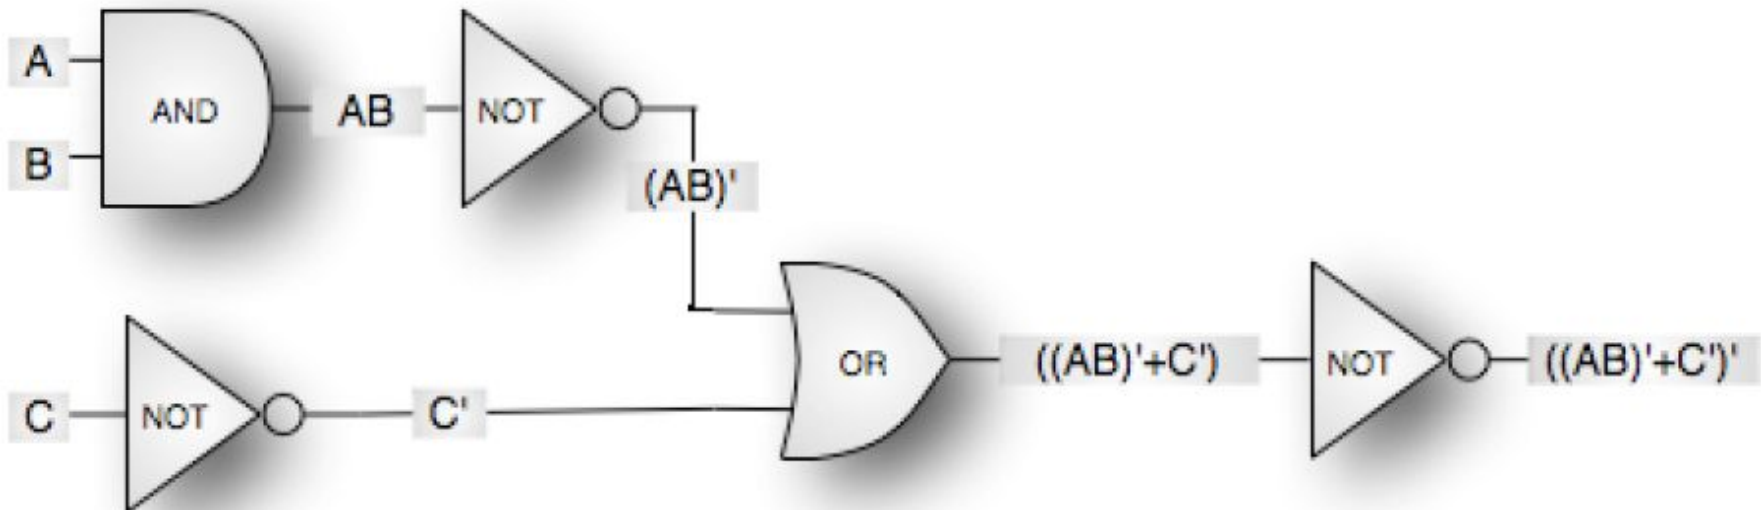 A
B
AND
AB
NOT
(AB)'
C
NOT
C'
OR
((AB)'+C')
NOT
((AB)'+C')'